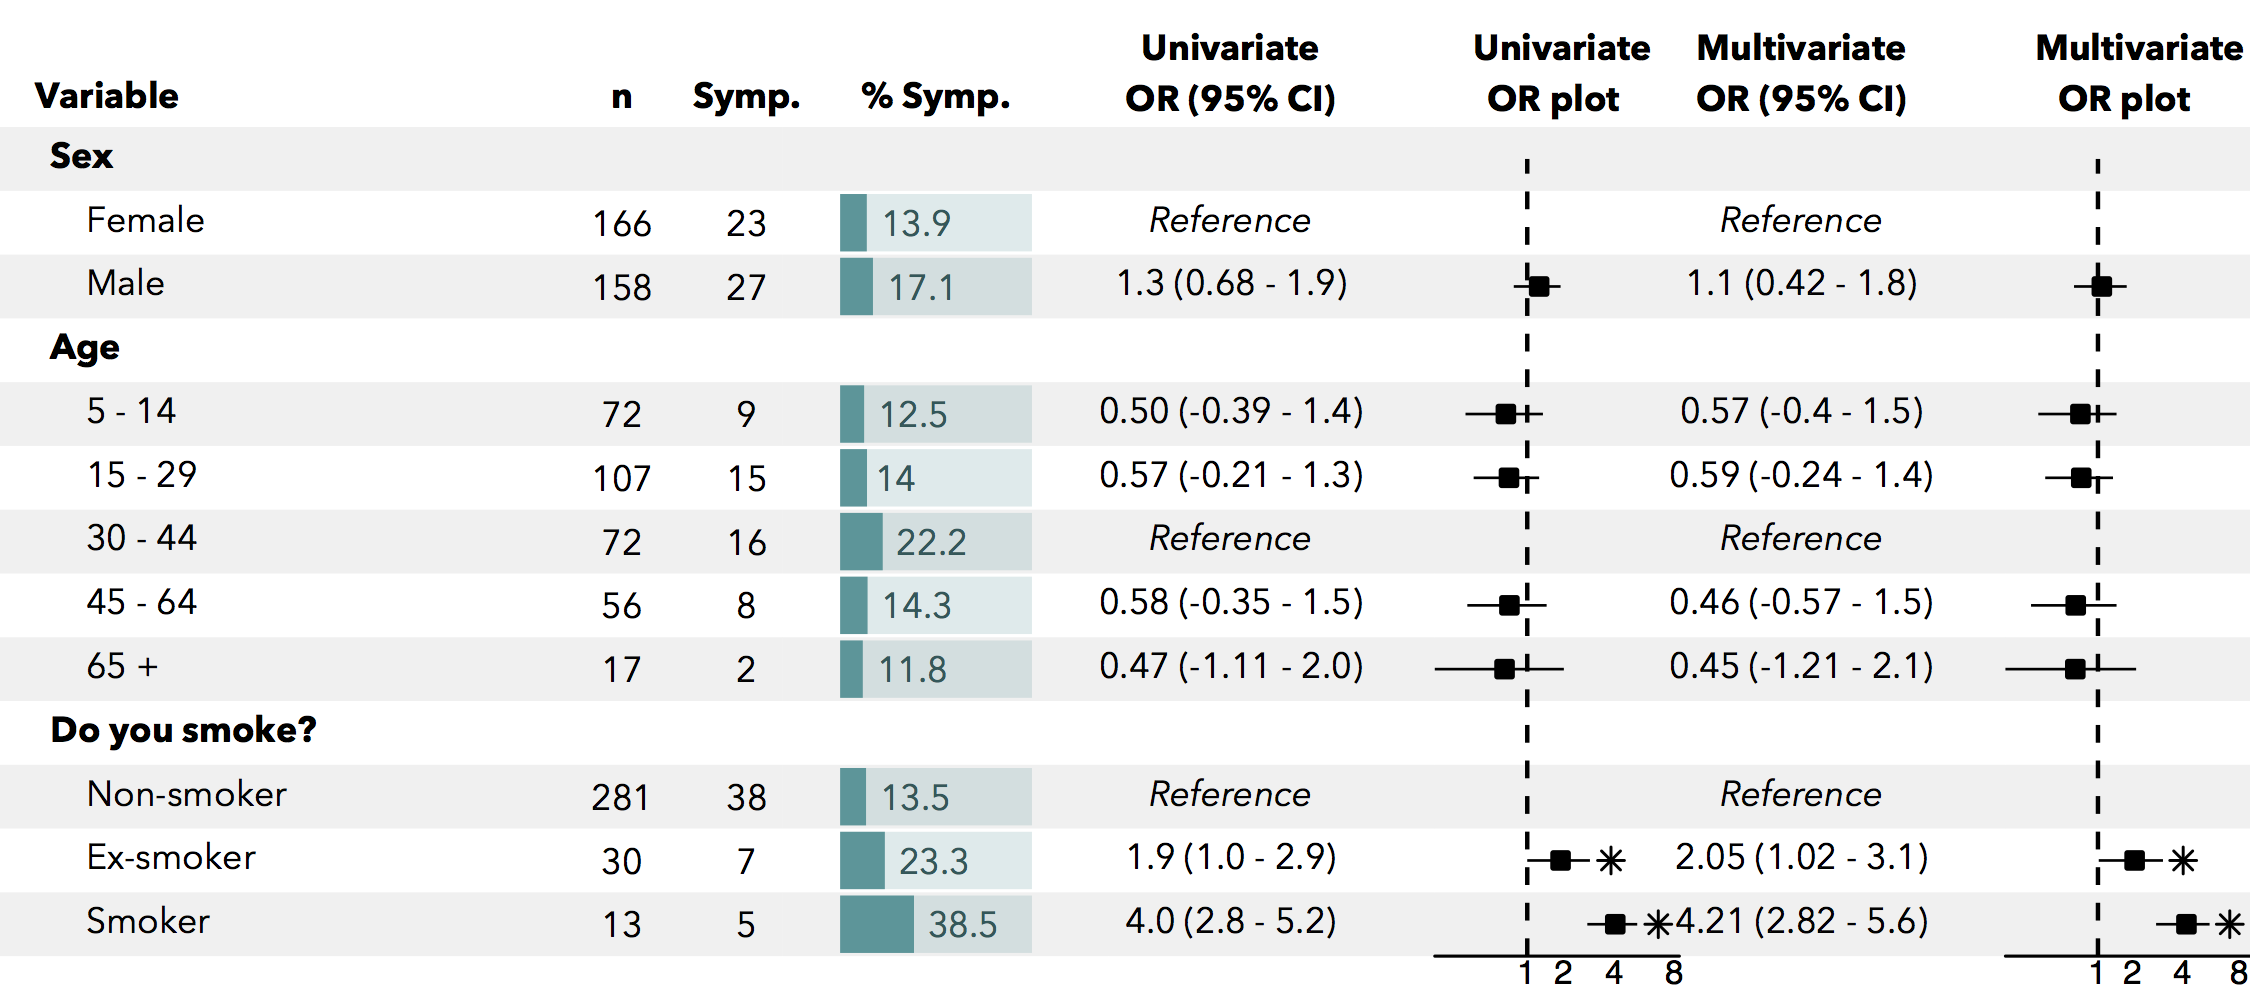 Variable n Symp. % Symp. Univariate OR (95% CI) Univariate OR plot Multivariate OR (95% CI) Multivariate OR plot
Sex
Female 166 23 13.9 Reference Reference
Male 158 27 17.1 1.3 (0.68 - 1.9) 1.1 (0.42 - 1.8)
Age
5 - 14 72 9 12.5 0.50 (-0.39 - 1.4) 0.57 (-0.4 - 1.5)
15 - 29 107 15 14 0.57 (-0.21 - 1.3) 0.59 (-0.24 - 1.4)
30 - 44 72 16 22.2 Reference Reference
45 - 64 56 8 14.3 0.58 (-0.35 - 1.5) 0.46 (-0.57 - 1.5)
65 + 17 2 11.8 0.47 (-1.11 - 2.0) 0.45 (-1.21 - 2.1)
Do you smoke?
Non-smoker 281 38 13.5 Reference Reference
Ex-smoker 30 7 23.3 1.9 (1.0 - 2.9) * 2.05 (1.02 - 3.1) *
Smoker 13 5 38.5 4.0 (2.8 - 5.2) * 4.21 (2.82 - 5.6) *
1 2 4 8 1 2 4 8